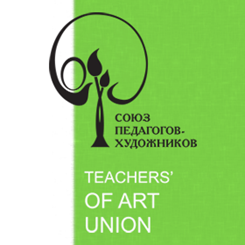 СОЮЗ
ПЕДАГОГОВ-
ХУДОЖНИКОВ
TEACHERS'
OF ART
UNION